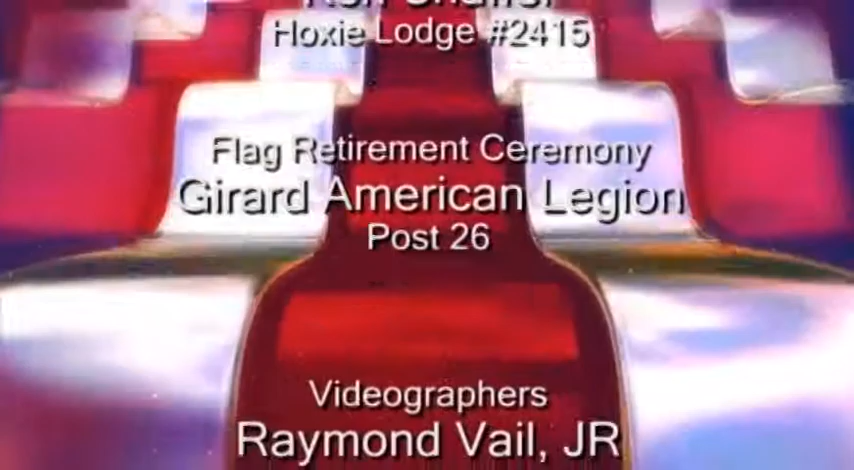 Hoxie Lodge #2415
Flag Retirement Ceremony
Girard American Legion
Post 26
Videographers
Raymond Vail, JR